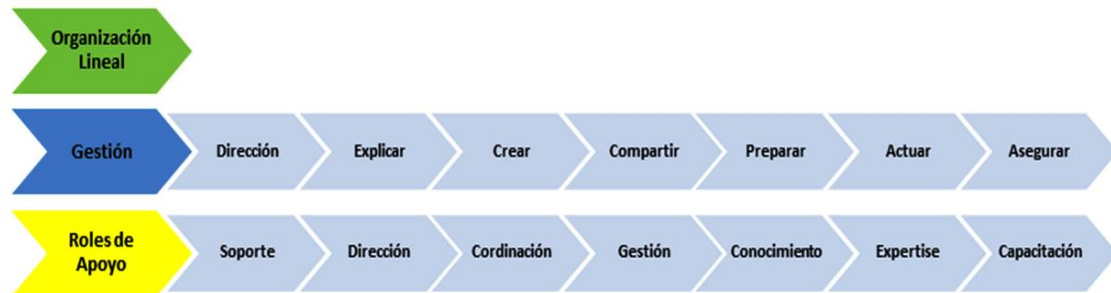 Organización
Lineal
Gestión
Dirección
Explicar
Crear
Compartir
Preparar
Actuar
Asegurar
Roles de
Apoyo
Soporte
Dirección
Cordinación
Gestión
Conocimiento
Expertise
Capacitación